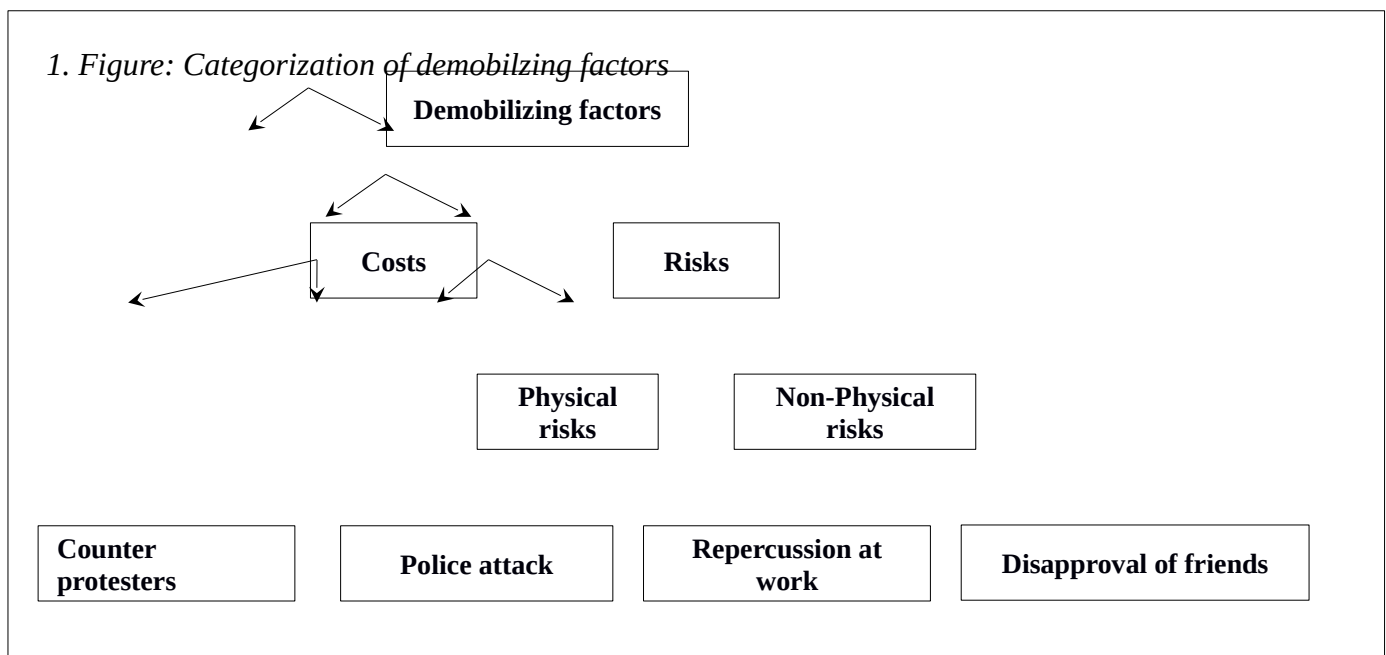 1. Figure: Categorization of demobilzing factors
Demobilizing factors
Costs
Risks
Physical
risks
Non-Physical
risks
Counter
protesters
Police attack
Repercussion at
work
Disapproval of friends